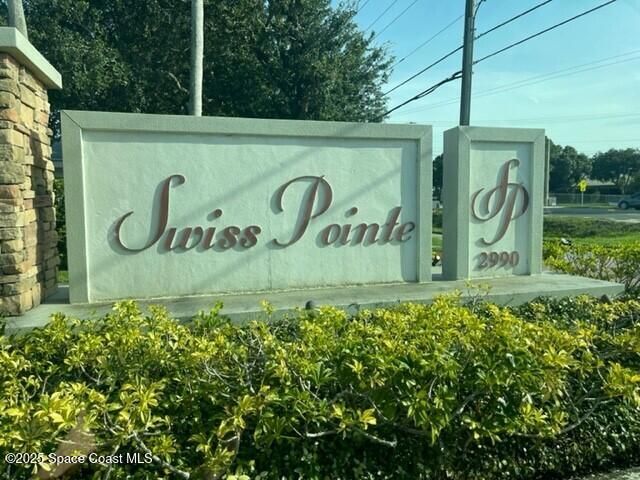 Swiss Pointe
SP
2990
©2025 Space Coast MLS